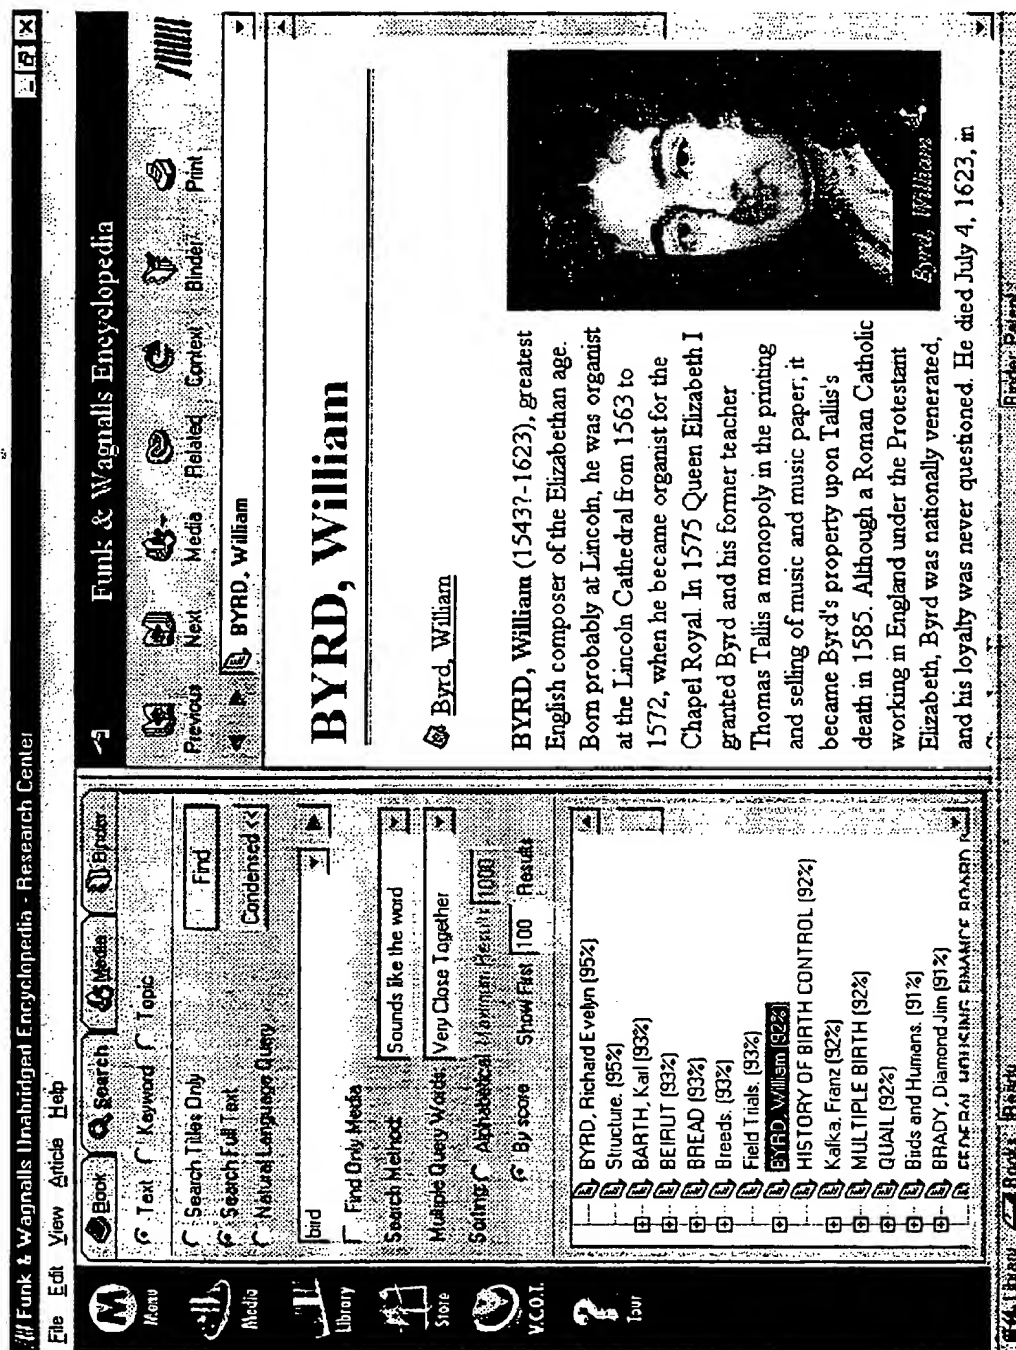 Funk & Wagnalls Unabridged Encyclopedia - Research Center
File Edit View Article Help
Menu
Media
Library
Store
V.C.O.T.
Tour
Book Search Media Binder
Text Keyword Topic
Search Titles Only
Search Full Text
Natural Language Query
Find
Condensed <<
bird
Find Only Media
Search Method: Sounds like the word
Multiple Query Words: Very Close Together
Sorting Alphabetical Maximum Results 1000
By score Show First 100 Results
BYRD, Richard Evelyn (95%)
Structure. (95%)
BARTH, Karl (93%)
BEIRUT (93%)
BREAD (93%)
Breeds. (93%)
Field Trials. (93%)
BYRD, William (92%)
HISTORY OF BIRTH CONTROL (92%)
Kafka, Franz (92%)
MULTIPLE BIRTH (92%)
QUAIL (92%)
Birds and Humans. (91%)
BRADY, Diamond Jim (91%)
Funk & Wagnalls Encyclopedia
Previous Next Media Related Context Binder Print
BYRD, William
BYRD, William
Byrd, William
BYRD, William (1543?-1623), greatest
English composer of the Elizabethan age.
Born probably at Lincoln, he was organist
at the Lincoln Cathedral from 1563 to
1572, when he became organist for the
Chapel Royal. In 1575 Queen Elizabeth I
granted Byrd and his former teacher
Thomas Tallis a monopoly in the printing
and selling of music and music paper; it
became Byrd's property upon Tallis's
death in 1585. Although a Roman Catholic
working in England under the Protestant
Elizabeth, Byrd was nationally venerated,
and his loyalty was never questioned. He died July 4, 1623, in
Byrd, William